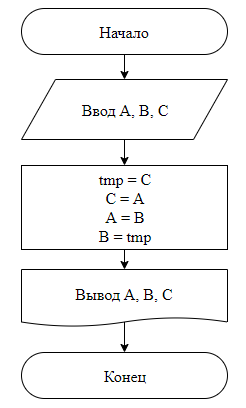 Начало
Ввод A, B, C
tmp = C
C = A
A = B
B = tmp
Вывод A, B, C
Конец